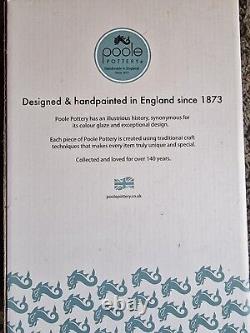 poole
POTTERY
Handmade in England
Since 1873
Designed & handpainted in England since 1873
Poole Pottery has an illustrious history, synonymous for
its colour glaze and exceptional design.
Each piece of Poole Pottery is created using traditional craft
techniques that makes every item truly unique and special.
Collected and loved for over 140 years.
poolepottery.co.uk